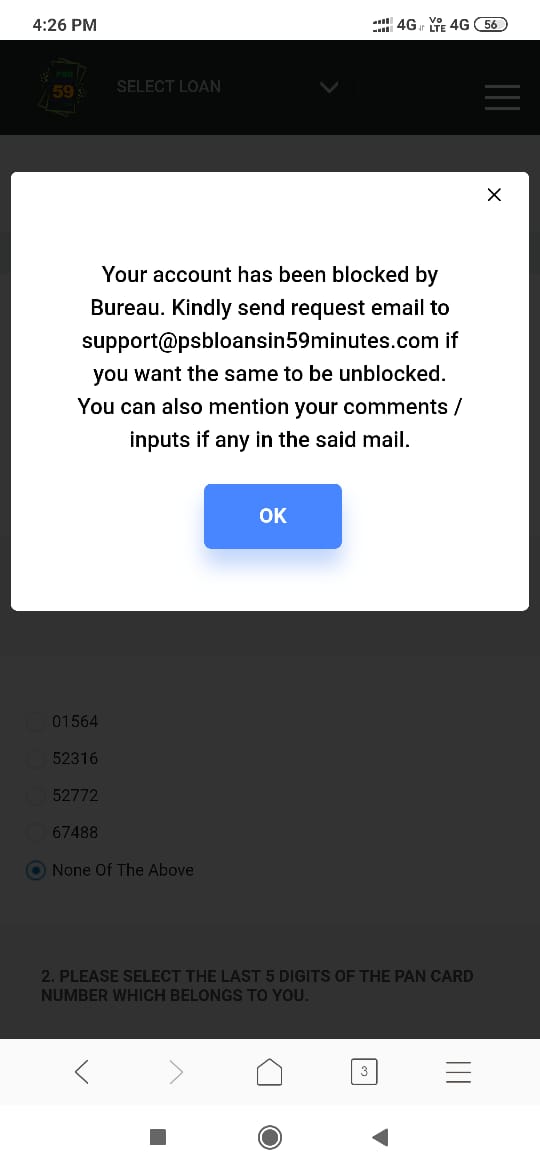 4:26 PM 4G Vo LTE 4G 56
PSB
59
SELECT LOAN
Your account has been blocked by
Bureau. Kindly send request email to
support@psbloansin59minutes.com if
you want the same to be unblocked.
You can also mention your comments /
inputs if any in the said mail.
OK
01564
52316
52772
67488
None Of The Above
2. PLEASE SELECT THE LAST 5 DIGITS OF THE PAN CARD
NUMBER WHICH BELONGS TO YOU.
3